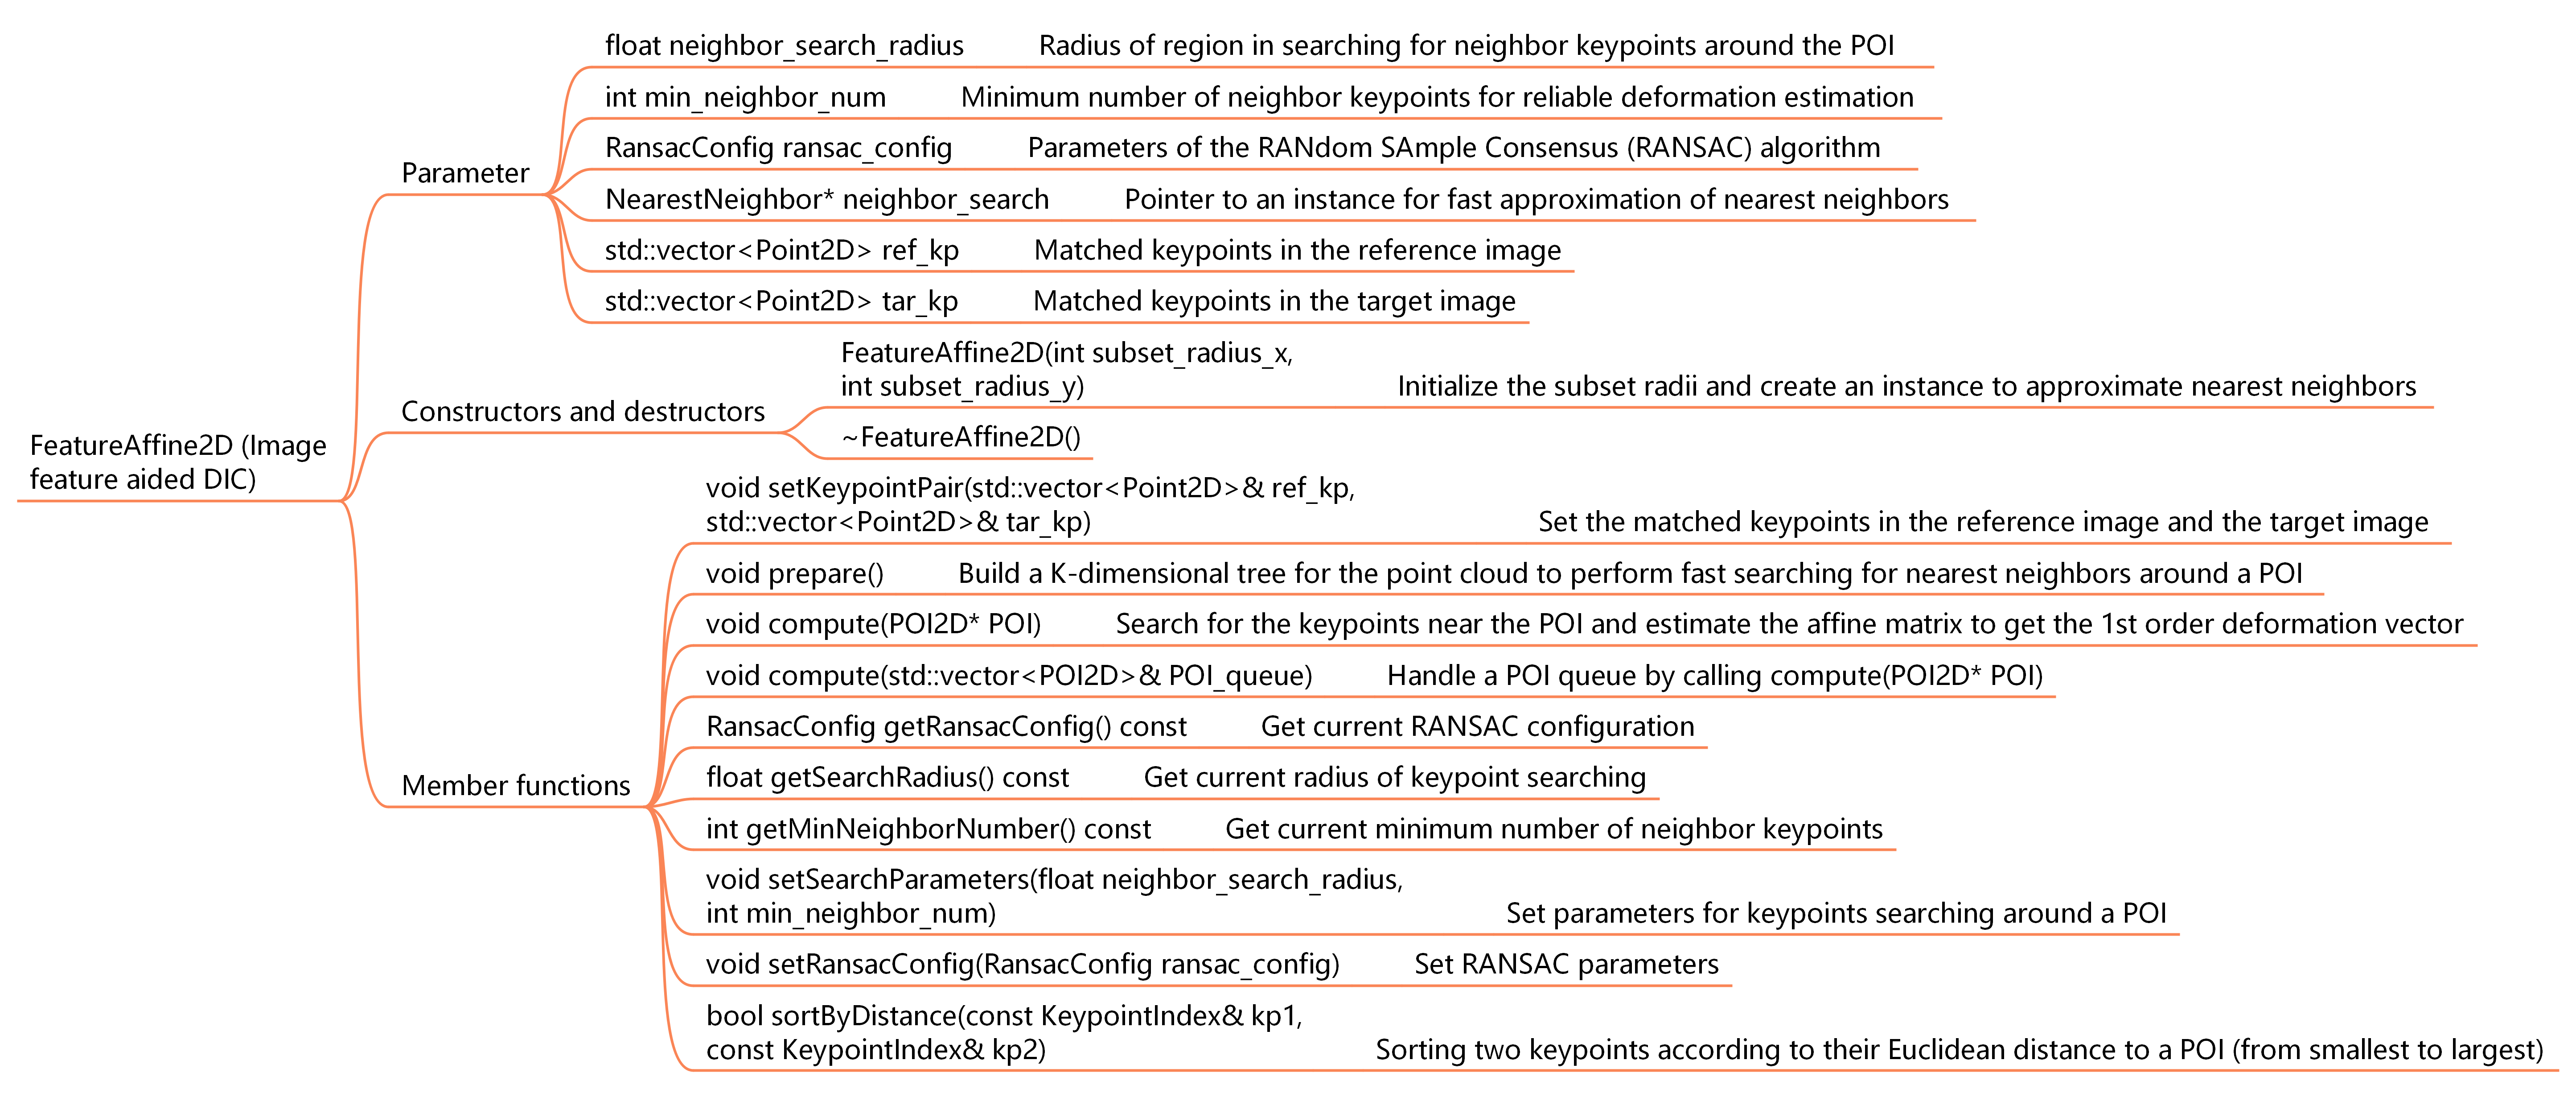 FeatureAffine2D (Image
feature aided DIC)
Parameter
float neighbor_search_radius Radius of region in searching for neighbor keypoints around the POI
int min_neighbor_num Minimum number of neighbor keypoints for reliable deformation estimation
RansacConfig ransac_config Parameters of the RANdom SAmple Consensus (RANSAC) algorithm
NearestNeighbor* neighbor_search Pointer to an instance for fast approximation of nearest neighbors
std::vector<Point2D> ref_kp Matched keypoints in the reference image
std::vector<Point2D> tar_kp Matched keypoints in the target image
Constructors and destructors
FeatureAffine2D(int subset_radius_x,
int subset_radius_y) Initialize the subset radii and create an instance to approximate nearest neighbors
~FeatureAffine2D()
Member functions
void setKeypointPair(std::vector<Point2D>& ref_kp,
std::vector<Point2D>& tar_kp) Set the matched keypoints in the reference image and the target image
void prepare() Build a K-dimensional tree for the point cloud to perform fast searching for nearest neighbors around a POI
void compute(POI2D* POI) Search for the keypoints near the POI and estimate the affine matrix to get the 1st order deformation vector
void compute(std::vector<POI2D>& POI_queue) Handle a POI queue by calling compute(POI2D* POI)
RansacConfig getRansacConfig() const Get current RANSAC configuration
float getSearchRadius() const Get current radius of keypoint searching
int getMinNeighborNumber() const Get current minimum number of neighbor keypoints
void setSearchParameters(float neighbor_search_radius,
int min_neighbor_num) Set parameters for keypoints searching around a POI
void setRansacConfig(RansacConfig ransac_config) Set RANSAC parameters
bool sortByDistance(const KeypointIndex& kp1,
const KeypointIndex& kp2) Sorting two keypoints according to their Euclidean distance to a POI (from smallest to largest)